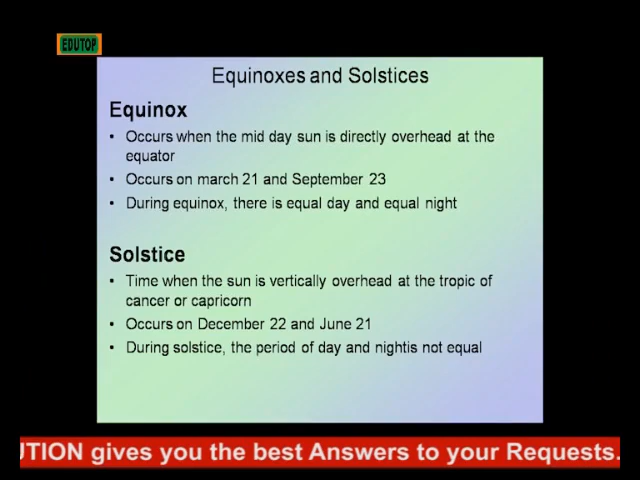 EDUTOP
Equinoxes and Solstices
Equinox
• Occurs when the mid day sun is directly overhead at the
equator
• Occurs on march 21 and September 23
• During equinox, there is equal day and equal night
Solstice
• Time when the sun is vertically overhead at the tropic of
cancer or capricorn
• Occurs on December 22 and June 21
• During solstice, the period of day and nightis not equal
UTION gives you the best Answers to your Requests.